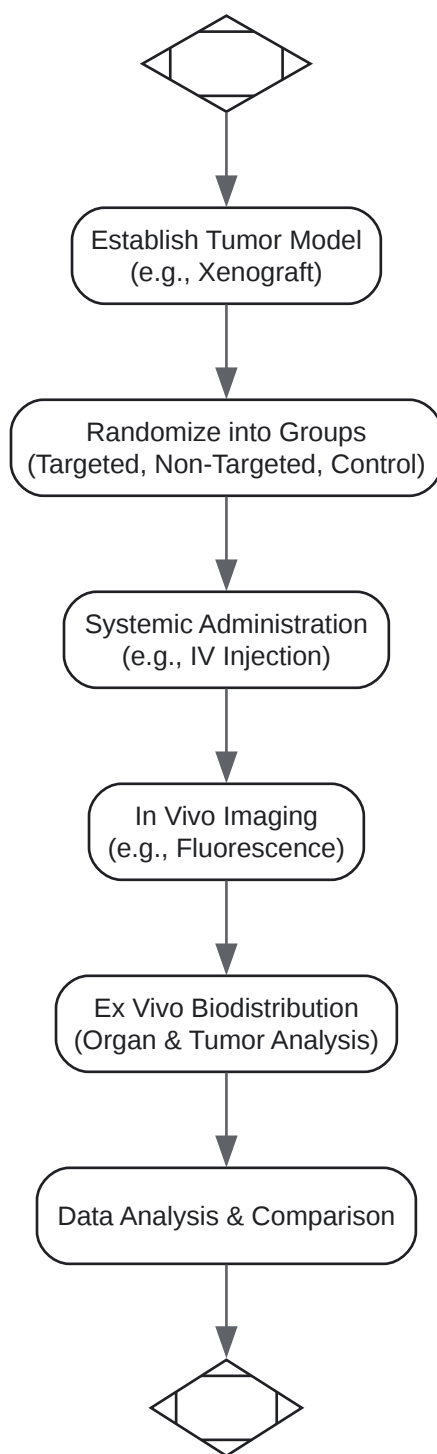 Establish Tumor Model
(e.g., Xenograft)
Randomize into Groups
(Targeted, Non-Targeted, Control)
Systemic Administration
(e.g., IV Injection)
In Vivo Imaging
(e.g., Fluorescence)
Ex Vivo Biodistribution
(Organ & Tumor Analysis)
Data Analysis & Comparison